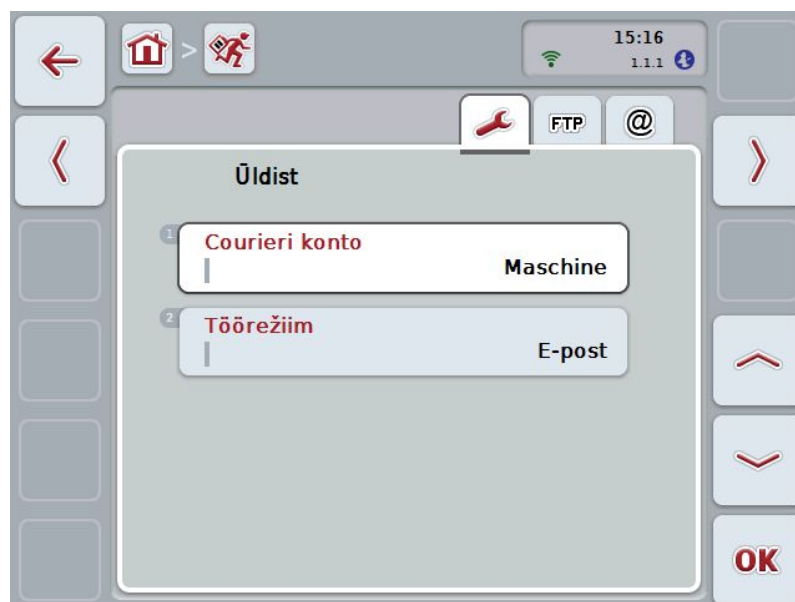 15:16
>
1.1.1
FTP @
Üldist
1
Courieri konto
Maschine
2
Töörežiim
E-post
OK